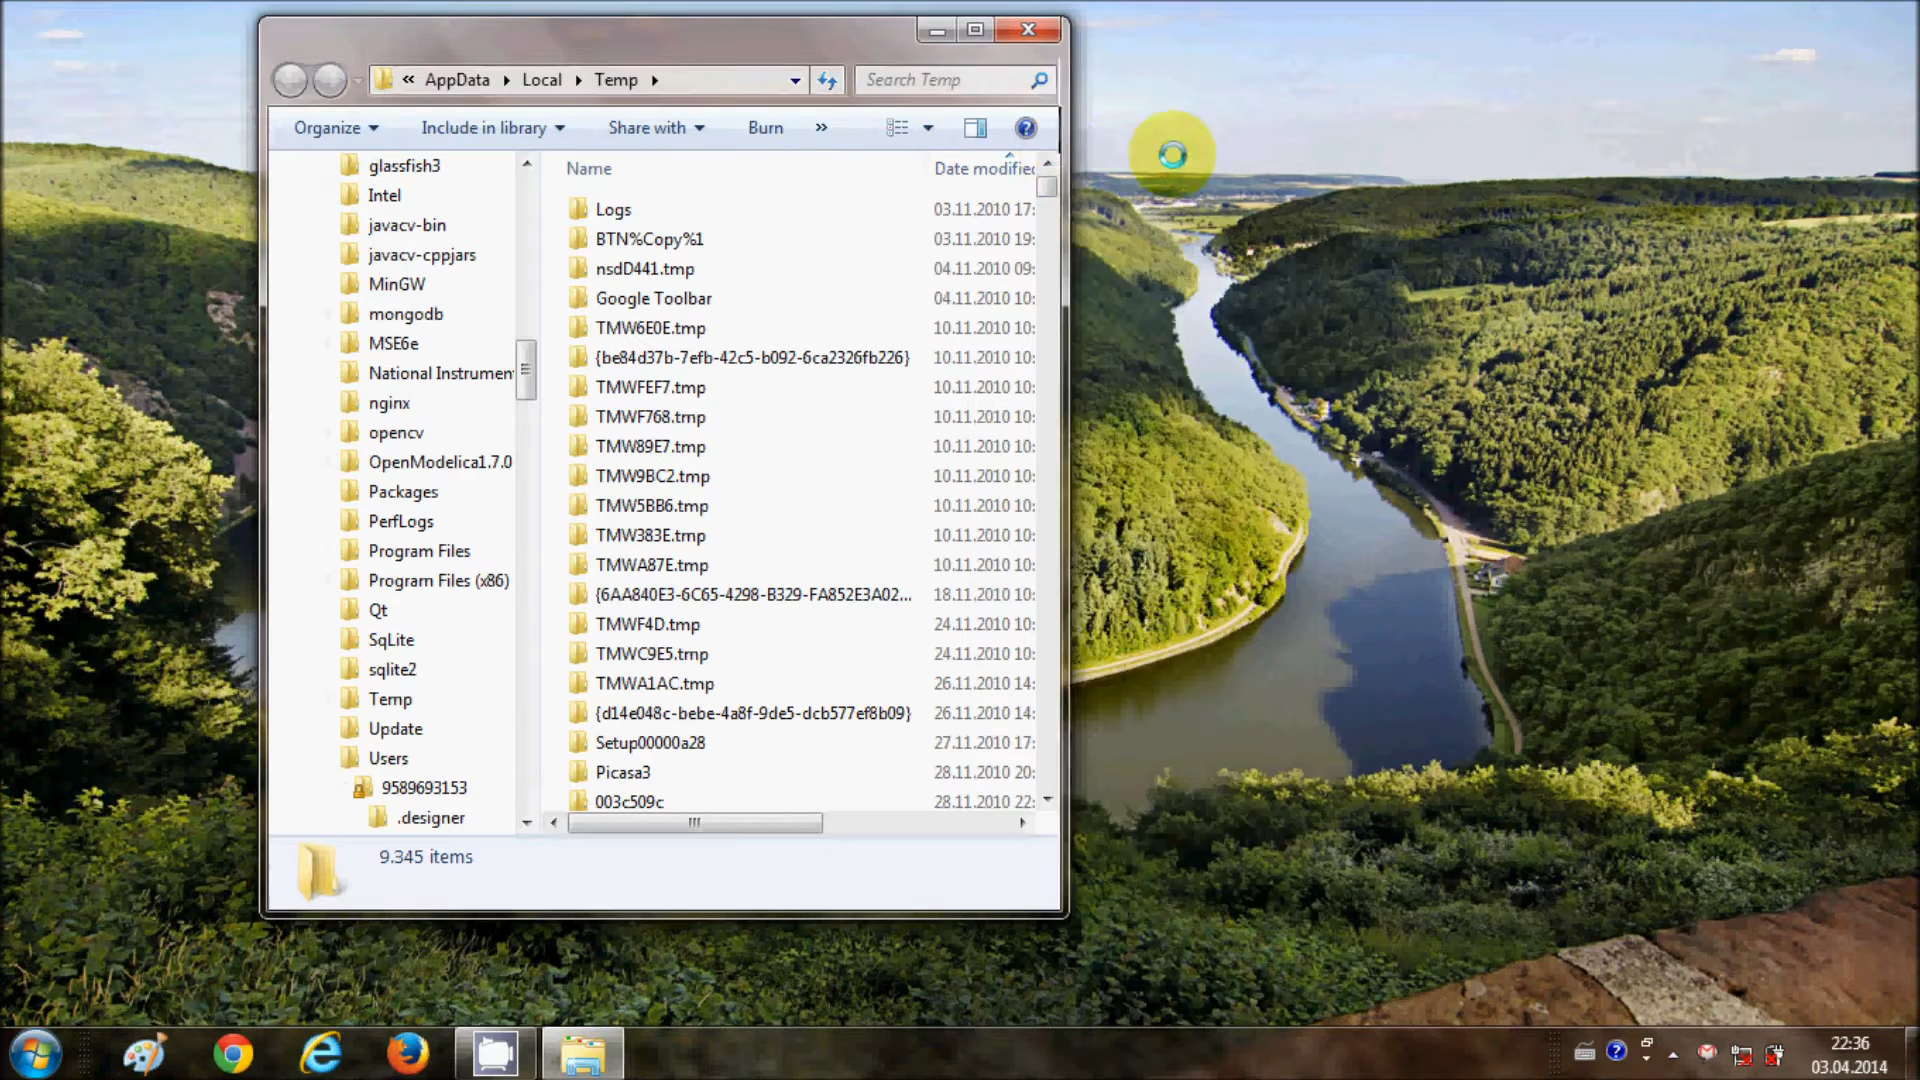 « AppData ▸ Local ▸ Temp ▸
Search Temp
Organize Include in library Share with Burn »
glassfish3
Intel
javacv-bin
javacv-cppjars
MinGW
mongodb
MSE6e
National Instrumen
nginx
opencv
OpenModelica1.7.0
Packages
PerfLogs
Program Files
Program Files (x86)
Qt
SqLite
sqlite2
Temp
Update
Users
9589693153
.designer
Name Date modified
Logs 03.11.2010 17:
BTN%Copy%1 03.11.2010 19:
nsdD441.tmp 04.11.2010 09:
Google Toolbar 04.11.2010 10:
TMW6E0E.tmp 10.11.2010 10:
{be84d37b-7efb-42c5-b092-6ca2326fb226} 10.11.2010 10:
TMWFEF7.tmp 10.11.2010 10:
TMWF768.tmp 10.11.2010 10:
TMW89E7.tmp 10.11.2010 10:
TMW9BC2.tmp 10.11.2010 10:
TMW5BB6.tmp 10.11.2010 10:
TMW383E.tmp 10.11.2010 10:
TMWA87E.tmp 10.11.2010 10:
{6AA840E3-6C65-4298-B329-FA852E3A02... 18.11.2010 10:
TMWF4D.tmp 24.11.2010 10:
TMWC9E5.tmp 24.11.2010 10:
TMWA1AC.tmp 26.11.2010 14:
{d14e048c-bebe-4a8f-9de5-dcb577ef8b09} 26.11.2010 14:
Setup00000a28 27.11.2010 17:
Picasa3 28.11.2010 20:
003c509c 28.11.2010 22:
9.345 items
22:36
03.04.2014